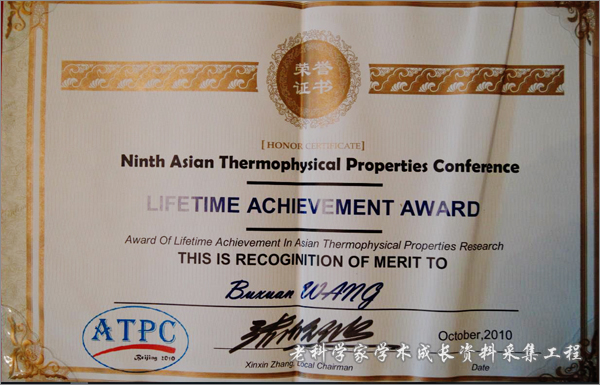 荣誉
证书
[ HONOR CERTIFICATE ]
Ninth Asian Thermophysical Properties Conference
LIFETIME ACHIEVEMENT AWARD
Award Of Lifetime Achievement In Asian Thermophysical Properties Research
THIS IS RECOGINITION OF MERIT TO
Buxuan WANG
ATPC
Beijing 2010
October,2010
Xinxin Zhang, Local Chairman
Date
老科学家学术成长资料采集工程